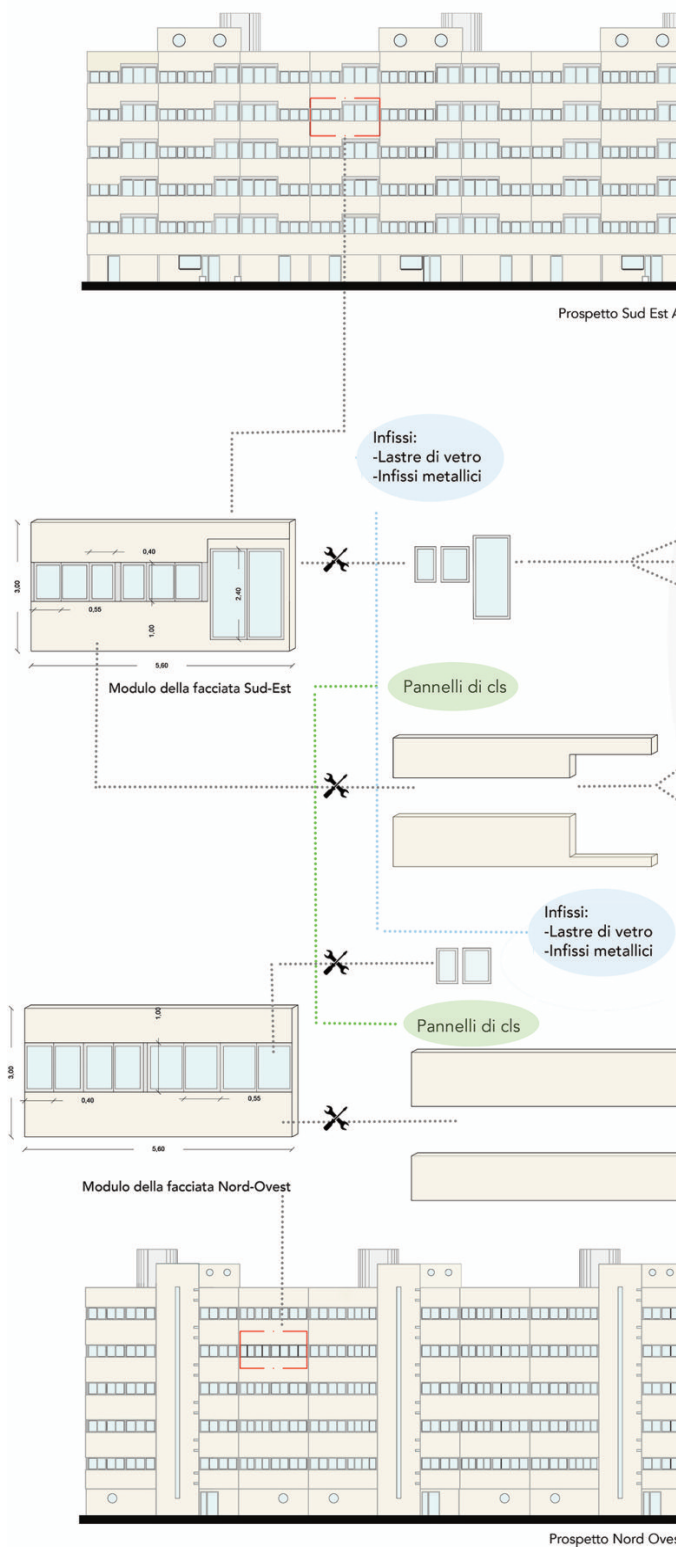 Prospetto Sud Est A
Infissi:
-Lastre di vetro
-Infissi metallici
3,00
0,40
0,55
2,40
1,00
5,60
Modulo della facciata Sud-Est
Pannelli di cls
Infissi:
-Lastre di vetro
-Infissi metallici
Pannelli di cls
1,00
3,00
0,40
0,55
5,60
Modulo della facciata Nord-Ovest
Prospetto Nord Oves